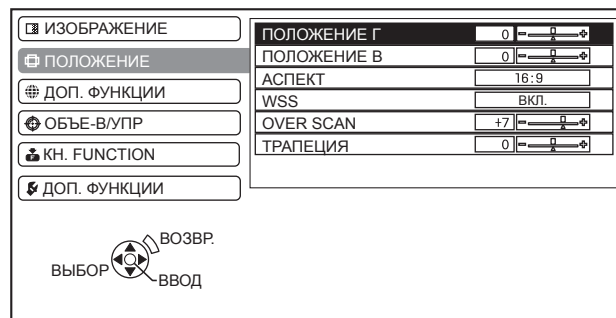 ИЗОБРАЖЕНИЕ
ПОЛОЖЕНИЕ
ДОП. ФУНКЦИИ
ОБЪЕ-В/УПР
КН. FUNCTION
ДОП. ФУНКЦИИ
ПОЛОЖЕНИЕ Г 0
ПОЛОЖЕНИЕ В 0
АСПЕКТ 16:9
WSS ВКЛ.
OVER SCAN +7
ТРАПЕЦИЯ 0
ВОЗВР.
ВЫБОР
ВВОД